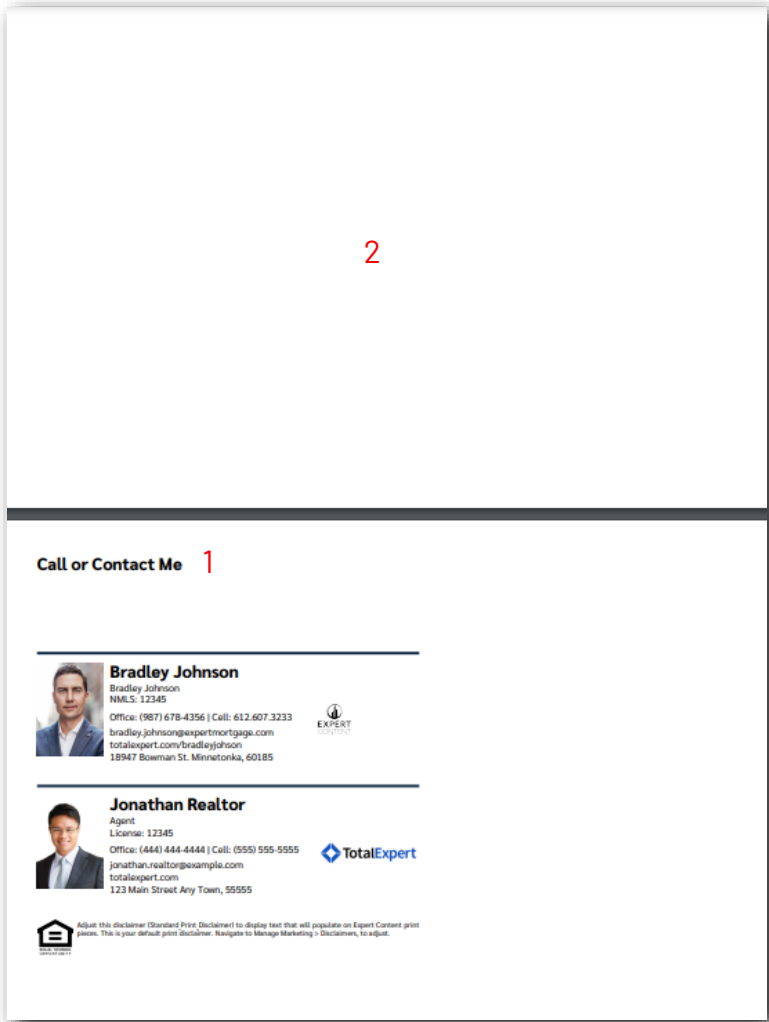 2
Call or Contact Me 1
Bradley Johnson
Bradley Johnson
NMLS: 12345
Office: (987) 678-4356 | Cell: 612.607.3233
bradley.johnson@expertmortgage.com
totalexpert.com/bradleyjohson
18947 Bowman St. Minnetonka, 60185
EXPERT
CONTENT
Jonathan Realtor
Agent
License: 12345
Office: (444) 444-4444 | Cell: (555) 555-5555
jonathan.realtor@example.com
totalexpert.com
123 Main Street Any Town, 55555
TotalExpert
Adjust this disclaimer (Standard Print Disclaimer) to display text that will populate on Expert Content print
pieces. This is your default print disclaimer. Navigate to Manage Marketing > Disclaimers, to adjust.
EQUAL HOUSING
OPPORTUNITY